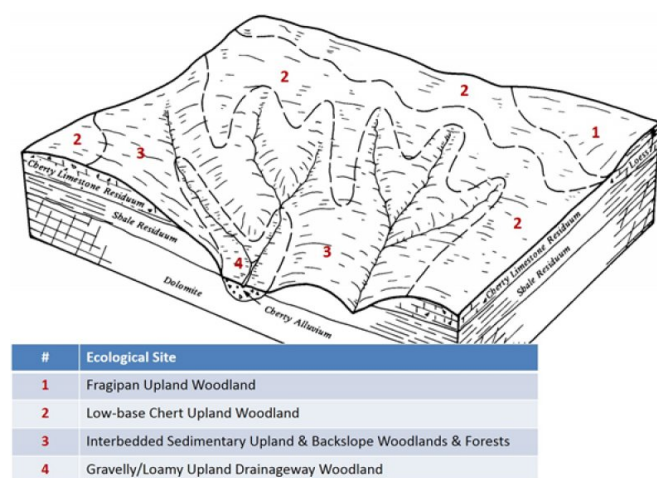 2
2
1
2
3
Cherty Limestone Residuum
Shale Residuum
Loess
2
4
3
Cherty Limestone Residuum
Shale Residuum
Dolomite
Cherty Alluvium
# Ecological Site
1 Fragipan Upland Woodland
2 Low-base Chert Upland Woodland
3 Interbedded Sedimentary Upland & Backslope Woodlands & Forests
4 Gravelly/Loamy Upland Drainageway Woodland